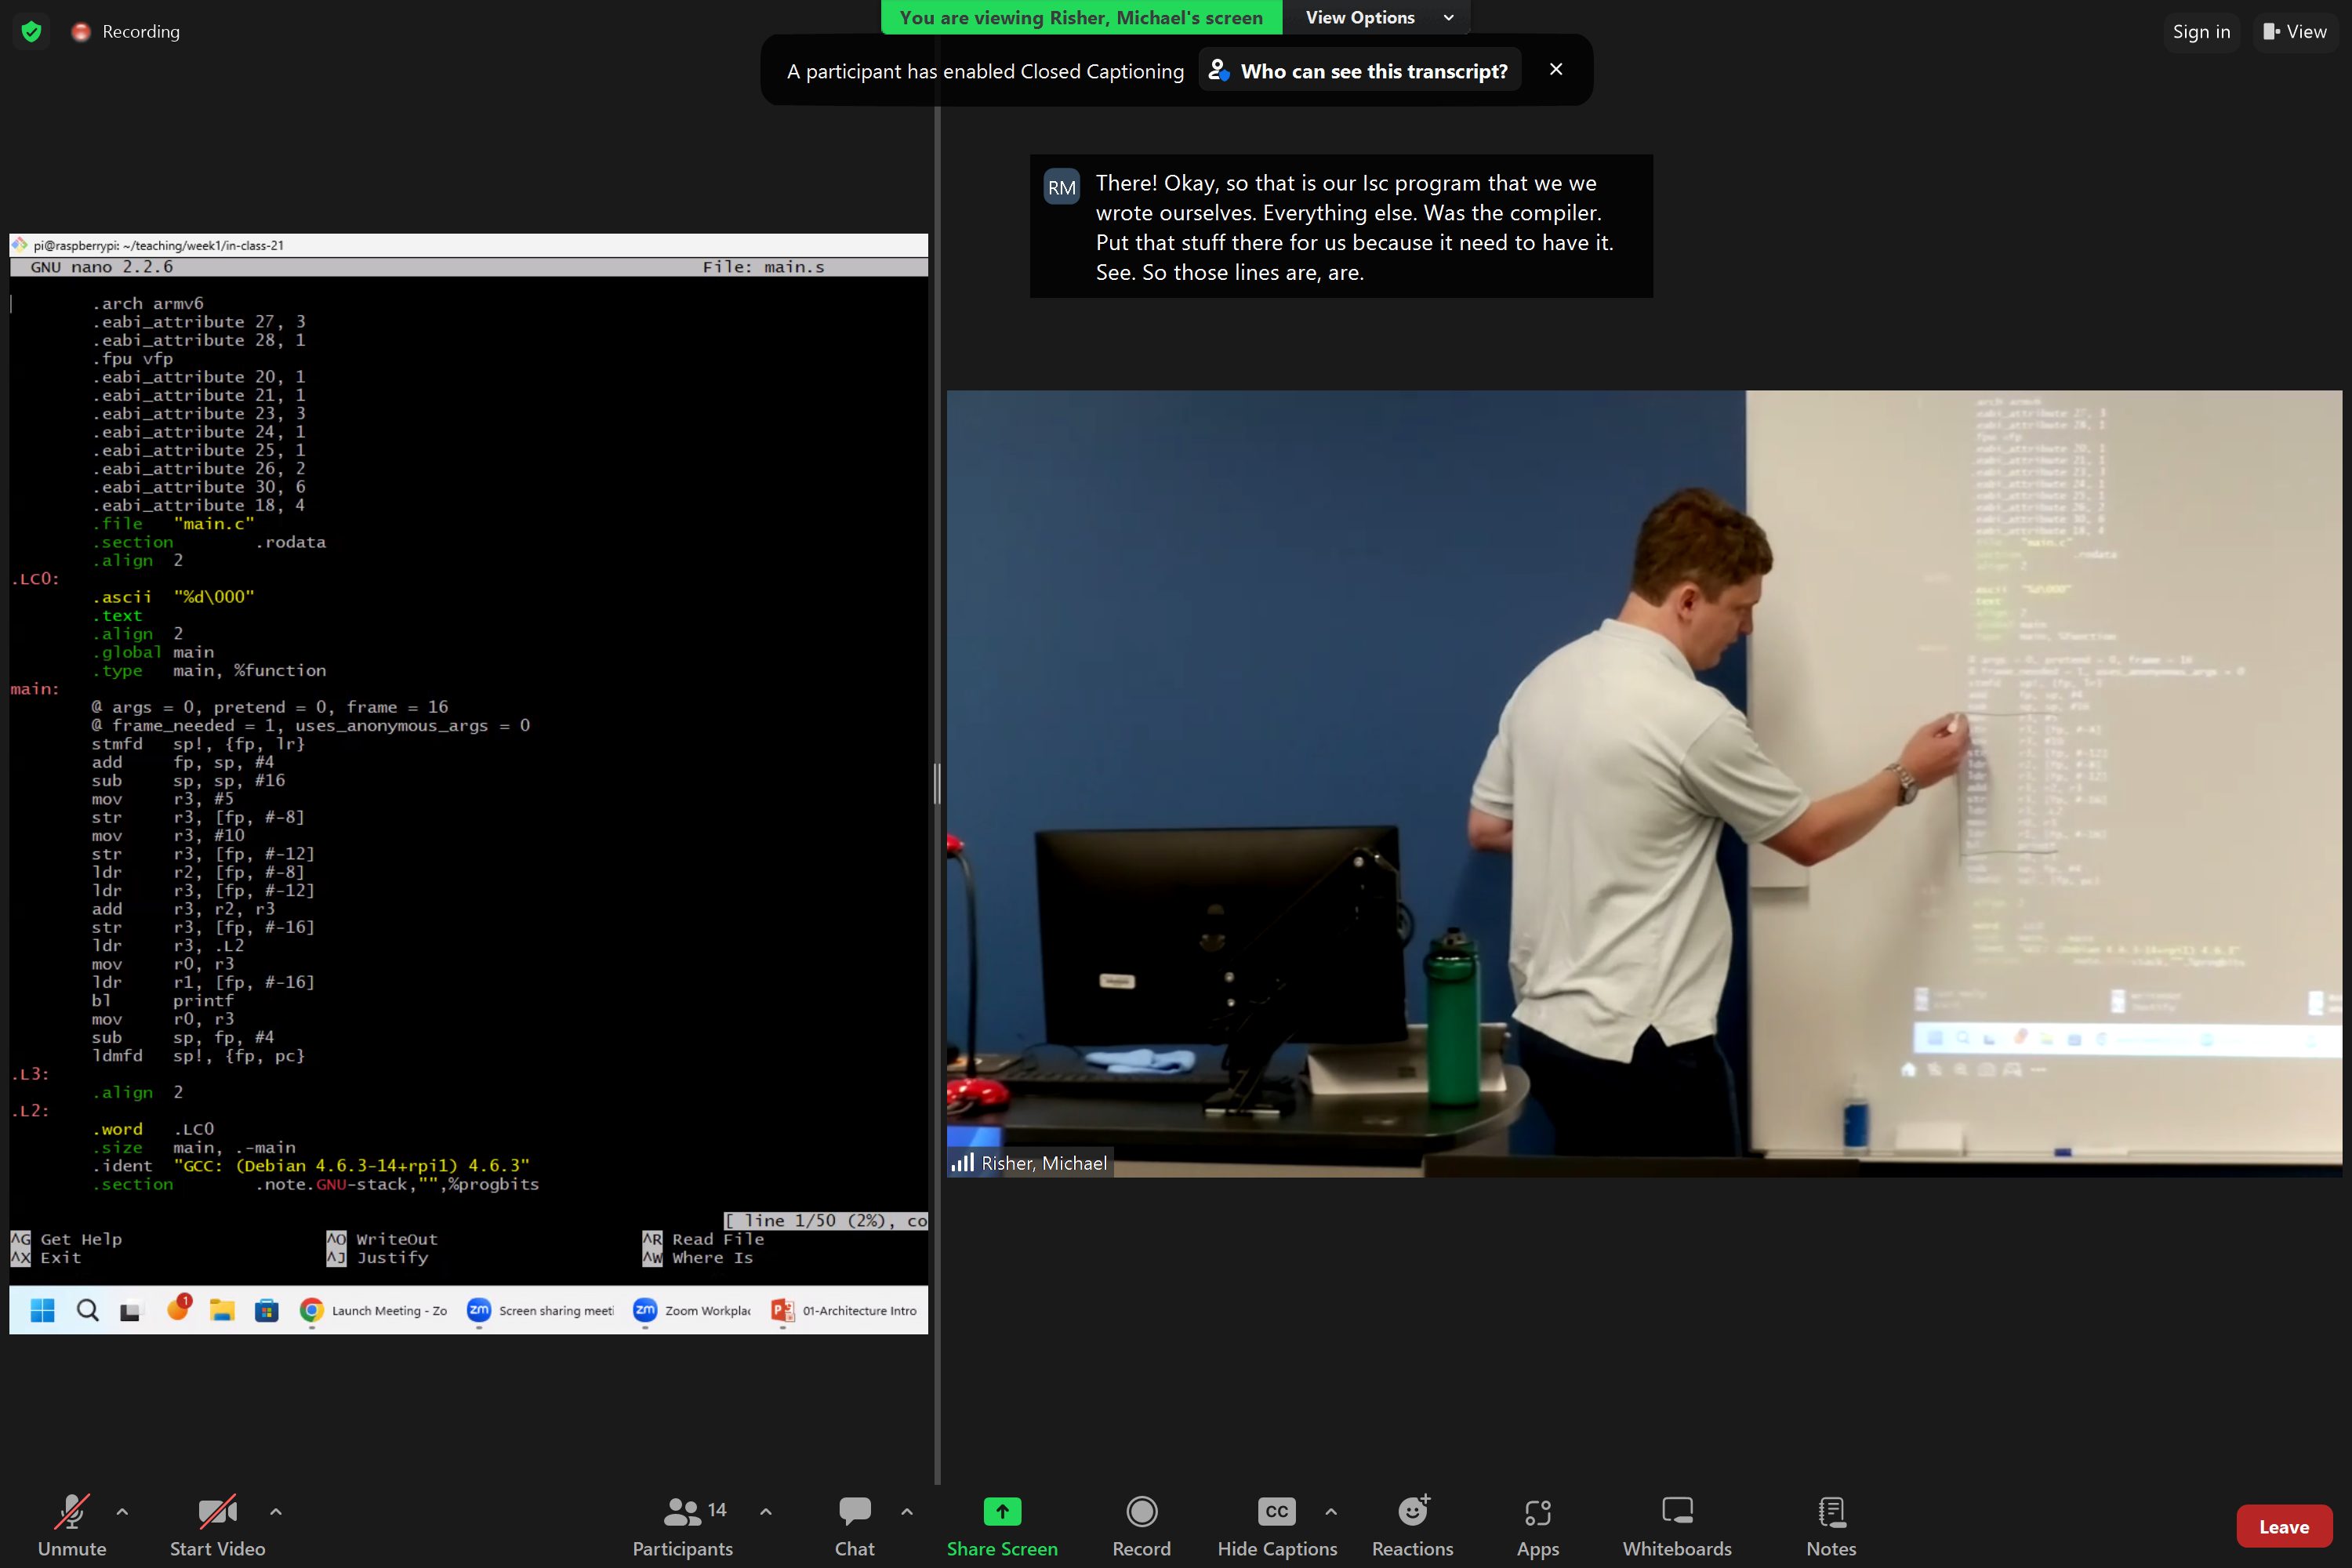 Recording
You are viewing Risher, Michael's screen
View Options
Sign in
View
A participant has enabled Closed Captioning
Who can see this transcript?
RM
There! Okay, so that is our Isc program that we we
wrote ourselves. Everything else. Was the compiler.
Put that stuff there for us because it need to have it.
See. So those lines are, are.
pi@raspberrypi: ~/teaching/week1/in-class-21
GNU nano 2.2.6 File: main.s
.arch armv6
.eabi_attribute 27, 3
.eabi_attribute 28, 1
.fpu vfp
.eabi_attribute 20, 1
.eabi_attribute 21, 1
.eabi_attribute 23, 3
.eabi_attribute 24, 1
.eabi_attribute 25, 1
.eabi_attribute 26, 2
.eabi_attribute 30, 6
.eabi_attribute 18, 4
.file "main.c"
.section .rodata
.align 2
.LC0:
.ascii "%d\000"
.text
.align 2
.global main
.type main, %function
main:
@ args = 0, pretend = 0, frame = 16
@ frame_needed = 1, uses_anonymous_args = 0
stmfd sp!, {fp, lr}
add fp, sp, #4
sub sp, sp, #16
mov r3, #5
str r3, [fp, #-8]
mov r3, #10
str r3, [fp, #-12]
ldr r2, [fp, #-8]
ldr r3, [fp, #-12]
add r3, r2, r3
str r3, [fp, #-16]
ldr r3, .L2
mov r0, r3
ldr r1, [fp, #-16]
bl printf
mov r0, r3
sub sp, fp, #4
ldmfd sp!, {fp, pc}
.L3:
.align 2
.L2:
.word .LC0
.size main, .-main
.ident "GCC: (Debian 4.6.3-14+rpi1) 4.6.3"
.section .note.GNU-stack,"",%progbits
[ line 1/50 (2%), co
^G Get Help ^O WriteOut ^R Read File
^X Exit ^J Justify ^W Where Is
1
Launch Meeting - Zo
zm Screen sharing meeti
zm Zoom Workplac
01-Architecture Intro
Risher, Michael
Unmute
Start Video
14
Participants
Chat
Share Screen
Record
CC
Hide Captions
Reactions
Apps
Whiteboards
Notes
Leave